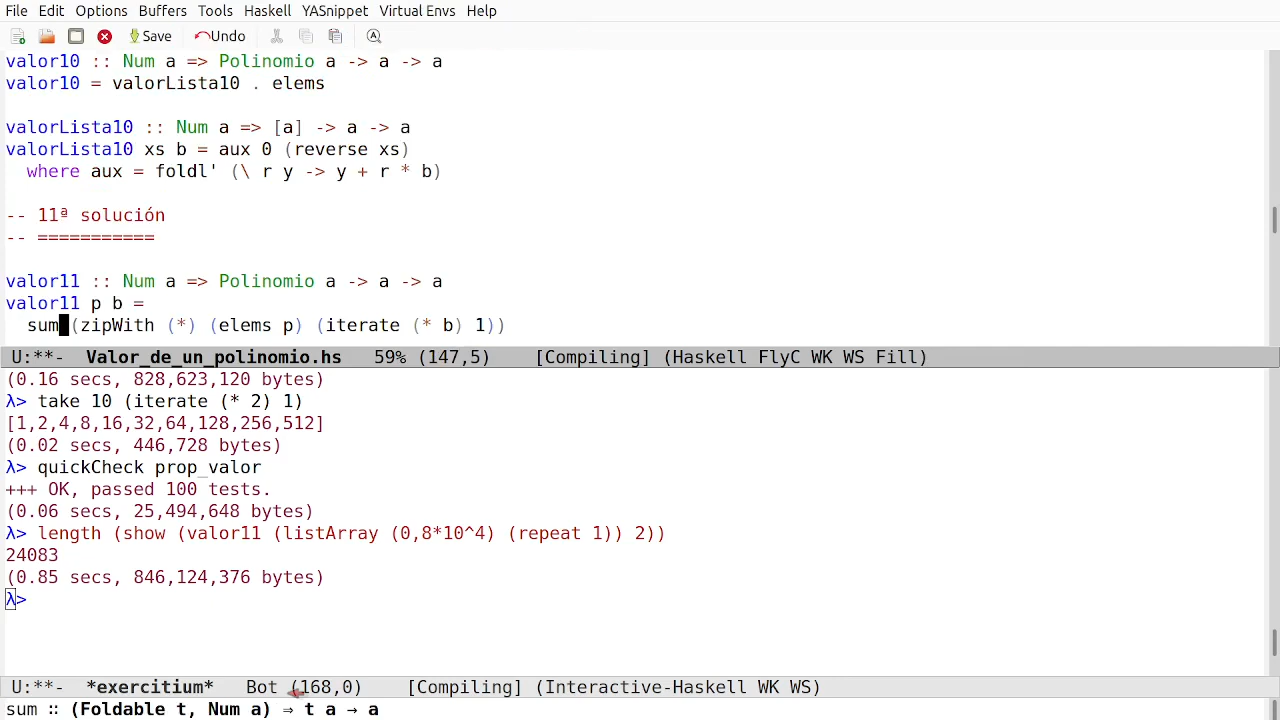 File Edit Options Buffers Tools Haskell YASnippet Virtual Envs Help
Save Undo
valor10 :: Num a => Polinomio a -> a -> a
valor10 = valorLista10 . elems
valorLista10 :: Num a => [a] -> a -> a
valorLista10 xs b = aux 0 (reverse xs)
where aux = foldl' (\ r y -> y + r * b)
-- 11ª solución
-- ===========
valor11 :: Num a => Polinomio a -> a -> a
valor11 p b =
sum (zipWith (*) (elems p) (iterate (* b) 1))
U:**- Valor_de_un_polinomio.hs 59% (147,5) [Compiling] (Haskell FlyC WK WS Fill)
(0.16 secs, 828,623,120 bytes)
λ> take 10 (iterate (* 2) 1)
[1,2,4,8,16,32,64,128,256,512]
(0.02 secs, 446,728 bytes)
λ> quickCheck prop_valor
+++ OK, passed 100 tests.
(0.06 secs, 25,494,648 bytes)
λ> length (show (valor11 (listArray (0,8*10^4) (repeat 1)) 2))
24083
(0.85 secs, 846,124,376 bytes)
λ>
U:**- *exercitium* Bot (168,0) [Compiling] (Interactive-Haskell WK WS)
sum ∷ (Foldable t, Num a) ⇒ t a → a